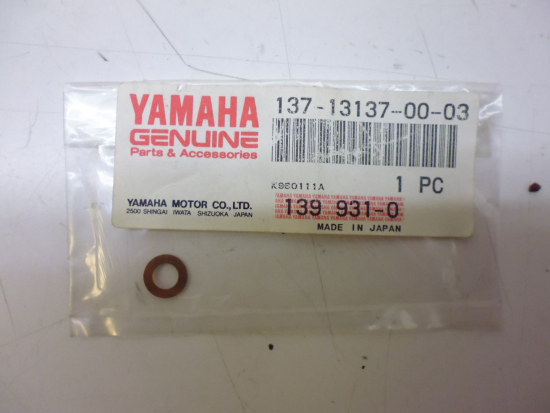 YAMAHA
GENUINE
Parts & Accessories
137-13137-00-03
K980111A
1 PC
YAMAHA MOTOR CO.,LTD.
2500 SHINGAI IWATA SHIZUOKA JAPAN
139 931-0
MADE IN JAPAN